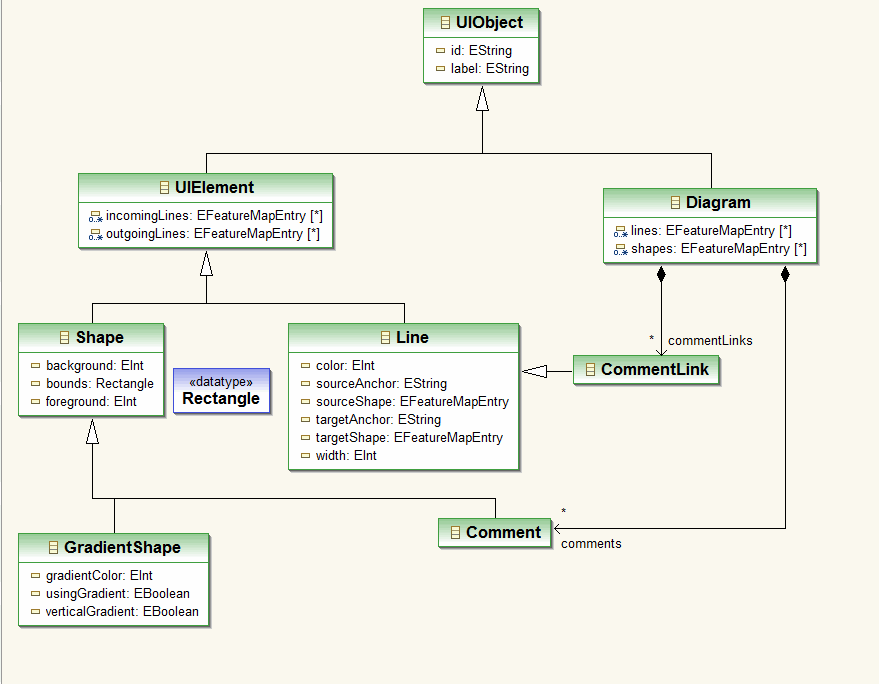 UIObject
id: EString
label: EString
UIElement
incomingLines: EFeatureMapEntry [*]
outgoingLines: EFeatureMapEntry [*]
Diagram
lines: EFeatureMapEntry [*]
shapes: EFeatureMapEntry [*]
Shape
background: EInt
bounds: Rectangle
foreground: EInt
«datatype»
Rectangle
Line
color: EInt
sourceAnchor: EString
sourceShape: EFeatureMapEntry
targetAnchor: EString
targetShape: EFeatureMapEntry
width: EInt
* commentLinks
CommentLink
GradientShape
gradientColor: EInt
usingGradient: EBoolean
verticalGradient: EBoolean
Comment
*
comments